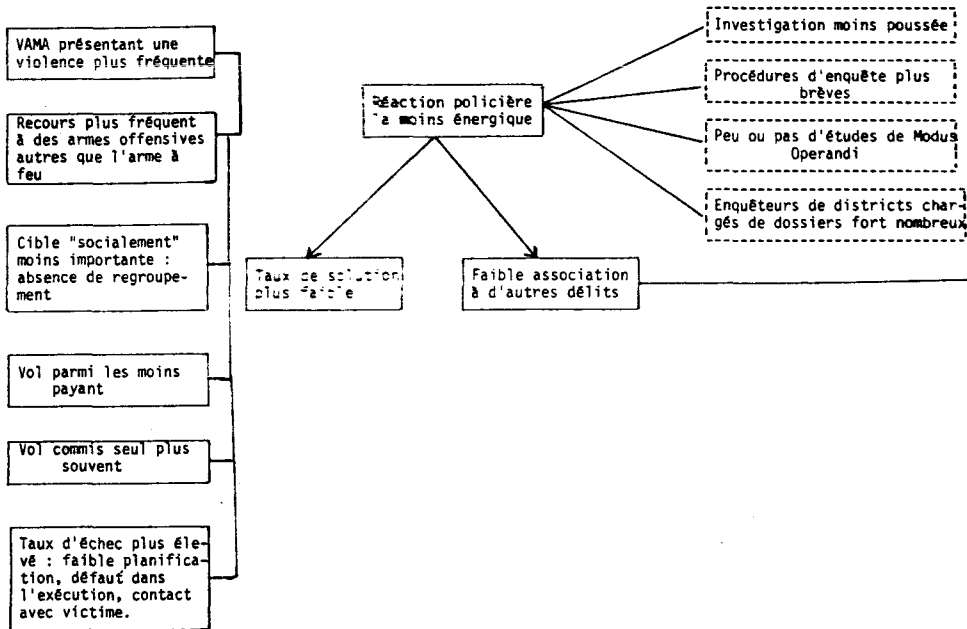 VAMA présentant une
violence plus fréquente
Recours plus fréquent
à des armes offensives
autres que l'arme à
feu
Cible "socialement"
moins importante :
absence de regroupe-
ment
Vol parmi les moins
payant
Vol commis seul plus
souvent
Taux d'échec plus éle-
vé : faible planifica-
tion, défaut dans
l'exécution, contact
avec victime.
Réaction policière
la moins énergique
Taux de solution
plus faible
Faible association
à d'autres délits
Investigation moins poussée
Procédures d'enquête plus
brèves
Peu ou pas d'études de Modus
Operandi
Enquêteurs de districts char-
gés de dossiers fort nombreux